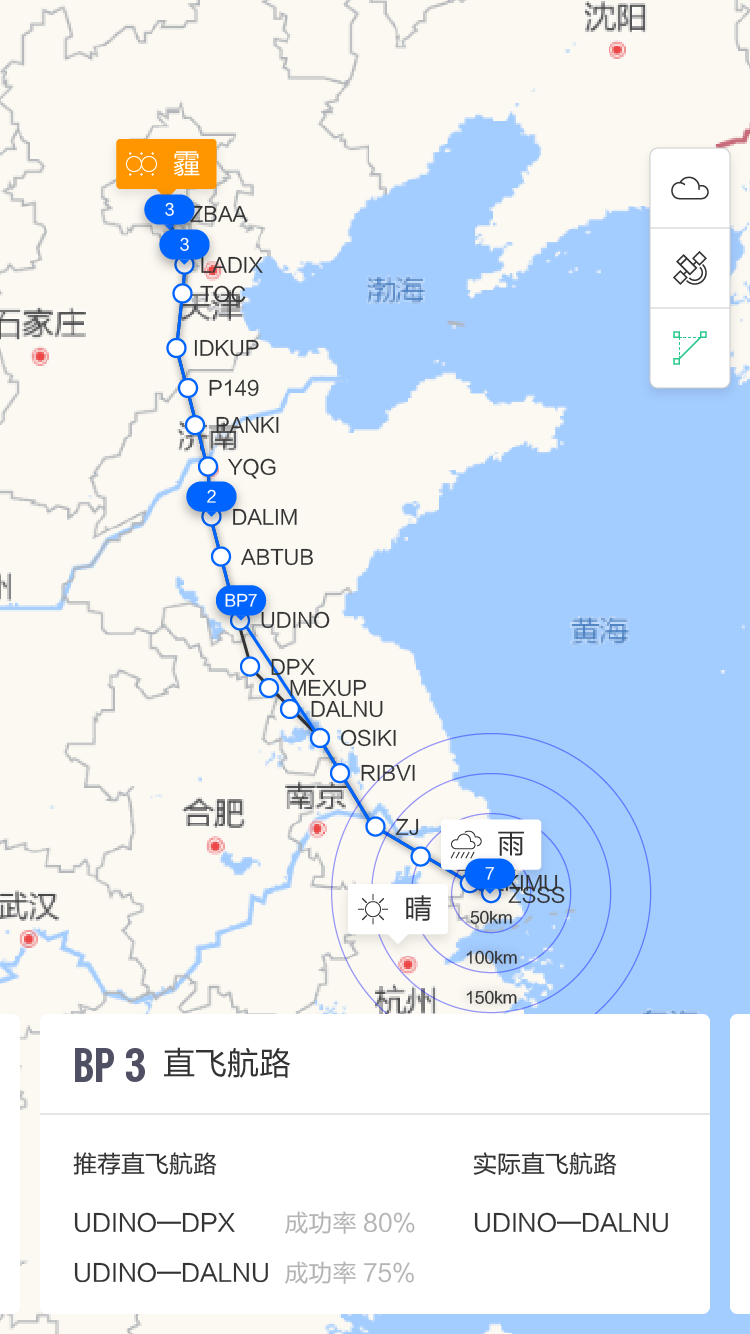 沈阳
霾
3
ZBAA
3
LADIX
TOC
天津
渤海
石家庄
IDKUP
P149
PANKI
济南
YQG
2
DALIM
ABTUB
州
BP7
UDINO
黄海
DPX
MEXUP
DALNU
OSIKI
RIBVI
南京
合肥
ZJ
雨
7
KIMU
ZSSS
武汉
晴
50km
100km
杭州
150km
BP 3 直飞航路
推荐直飞航路 实际直飞航路
UDINO—DPX 成功率 80% UDINO—DALNU
UDINO—DALNU 成功率 75%